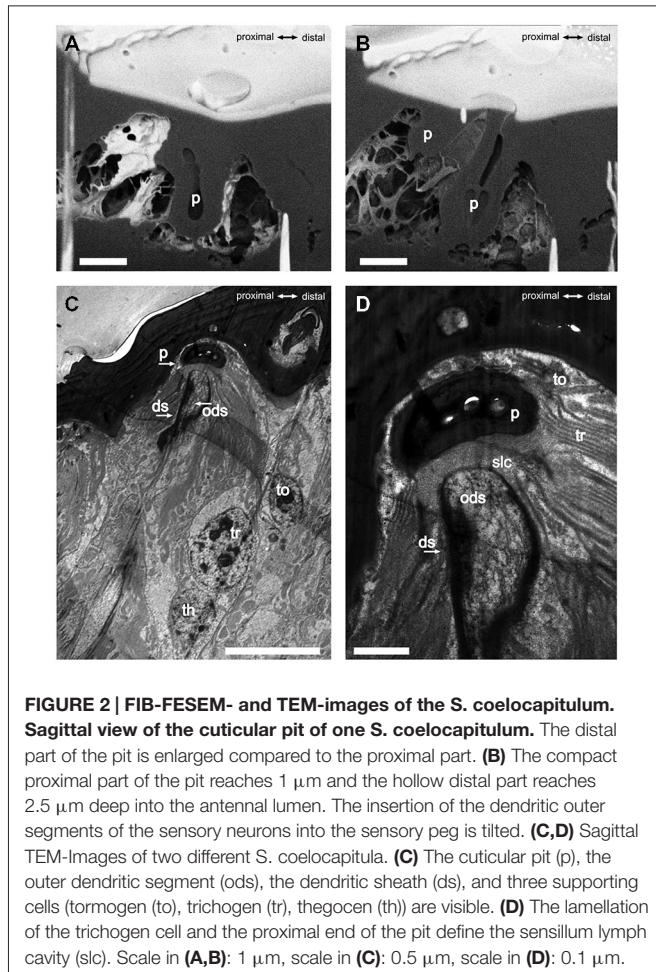 A
proximal ↔ distal
p
B
proximal ↔ distal
p
p
C
proximal ↔ distal
p
ds
ods
to
tr
th
D
proximal ↔ distal
to
p
tr
slc
ods
ds
FIGURE 2 | FIB-FESEM- and TEM-images of the S. coelocapitulum.
Sagittal view of the cuticular pit of one S. coelocapitulum. The distal
part of the pit is enlarged compared to the proximal part. (B) The compact
proximal part of the pit reaches 1 μm and the hollow distal part reaches
2.5 μm deep into the antennal lumen. The insertion of the dendritic outer
segments of the sensory neurons into the sensory peg is tilted. (C,D) Sagittal
TEM-Images of two different S. coelocapitula. (C) The cuticular pit (p), the
outer dendritic segment (ods), the dendritic sheath (ds), and three supporting
cells (tormogen (to), trichogen (tr), thegocen (th)) are visible. (D) The lamellation
of the trichogen cell and the proximal end of the pit define the sensillum lymph
cavity (slc). Scale in (A,B): 1 μm, scale in (C): 0.5 μm, scale in (D): 0.1 μm.